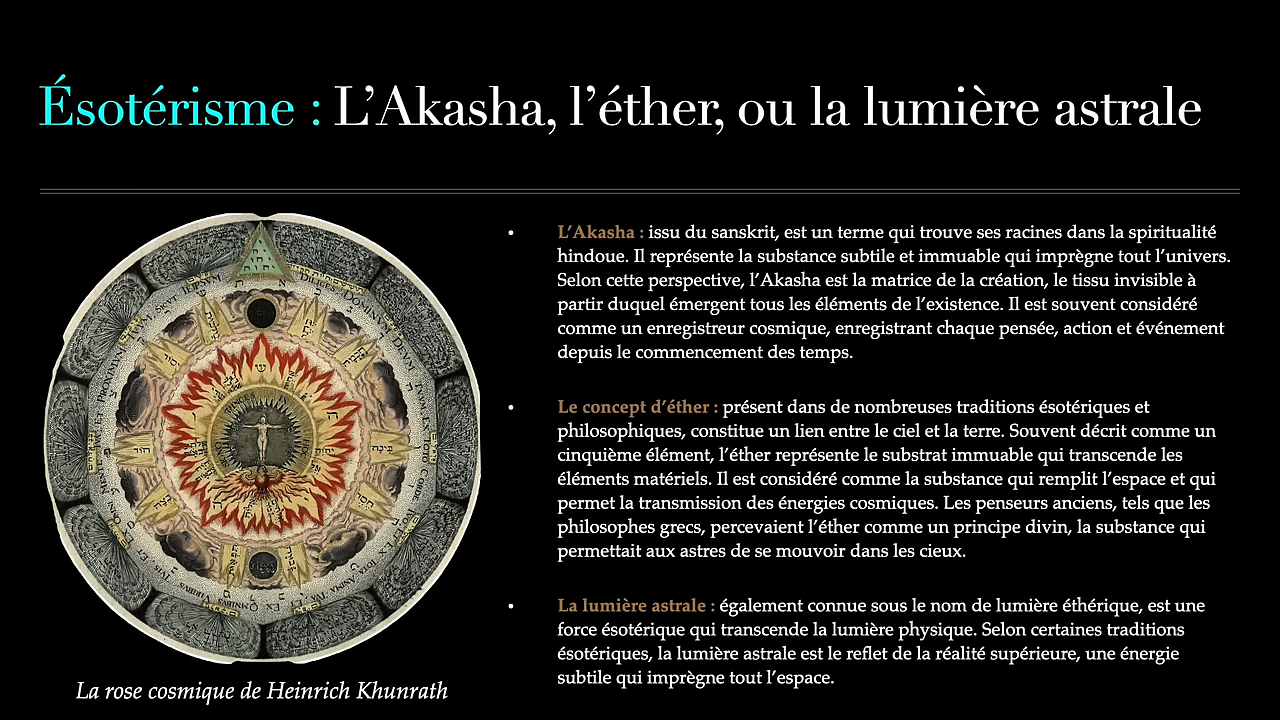 Ésotérisme : L’Akasha, l’éther, ou la lumière astrale
• L’Akasha : issu du sanskrit, est un terme qui trouve ses racines dans la spiritualité
hindoue. Il représente la substance subtile et immuable qui imprègne tout l’univers.
Selon cette perspective, l’Akasha est la matrice de la création, le tissu invisible à
partir duquel émergent tous les éléments de l’existence. Il est souvent considéré
comme un enregistreur cosmique, enregistrant chaque pensée, action et événement
depuis le commencement des temps.
• Le concept d’éther : présent dans de nombreuses traditions ésotériques et
philosophiques, constitue un lien entre le ciel et la terre. Souvent décrit comme un
cinquième élément, l’éther représente le substrat immuable qui transcende les
éléments matériels. Il est considéré comme la substance qui remplit l’espace et qui
permet la transmission des énergies cosmiques. Les penseurs anciens, tels que les
philosophes grecs, percevaient l’éther comme un principe divin, la substance qui
permettait aux astres de se mouvoir dans les cieux.
• La lumière astrale : également connue sous le nom de lumière éthérique, est une
force ésotérique qui transcende la lumière physique. Selon certaines traditions
ésotériques, la lumière astrale est le reflet de la réalité supérieure, une énergie
subtile qui imprègne tout l’espace.
La rose cosmique de Heinrich Khunrath